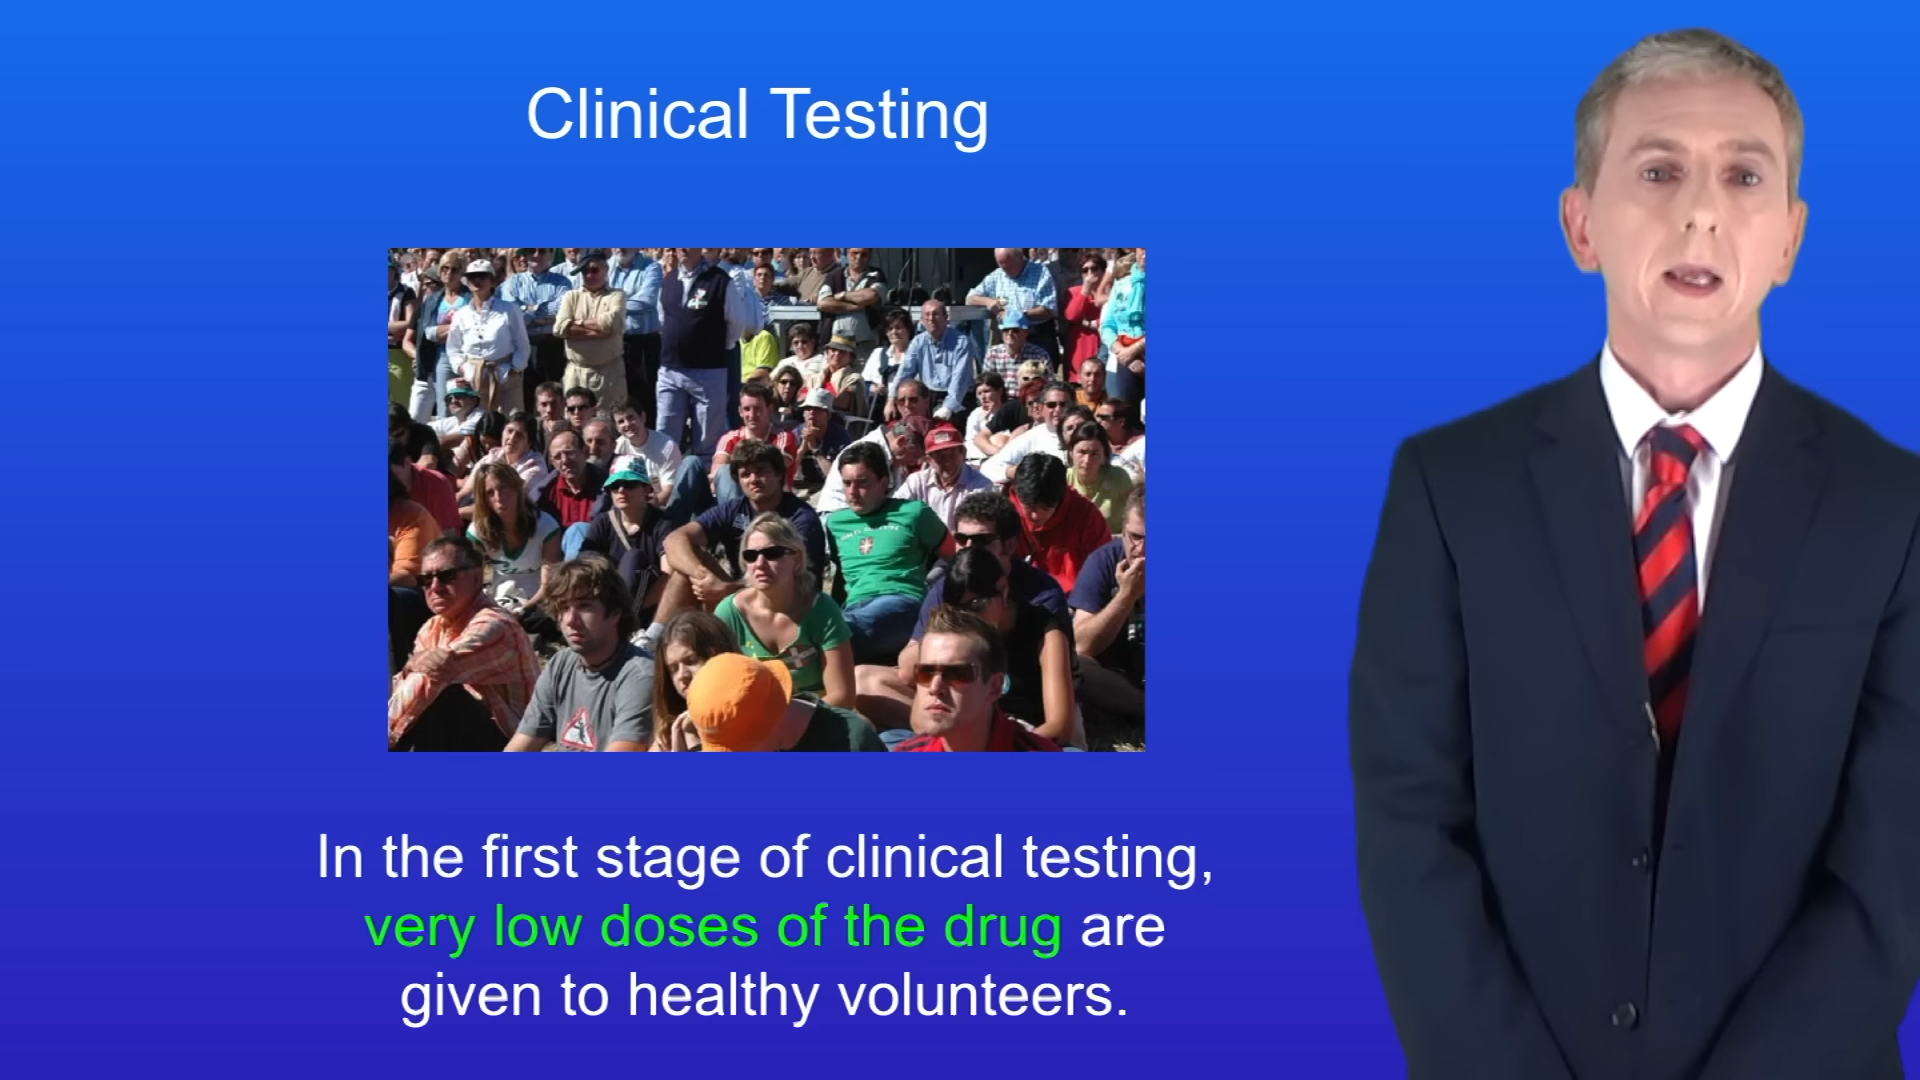 Clinical Testing
In the first stage of clinical testing,
very low doses of the drug are
given to healthy volunteers.